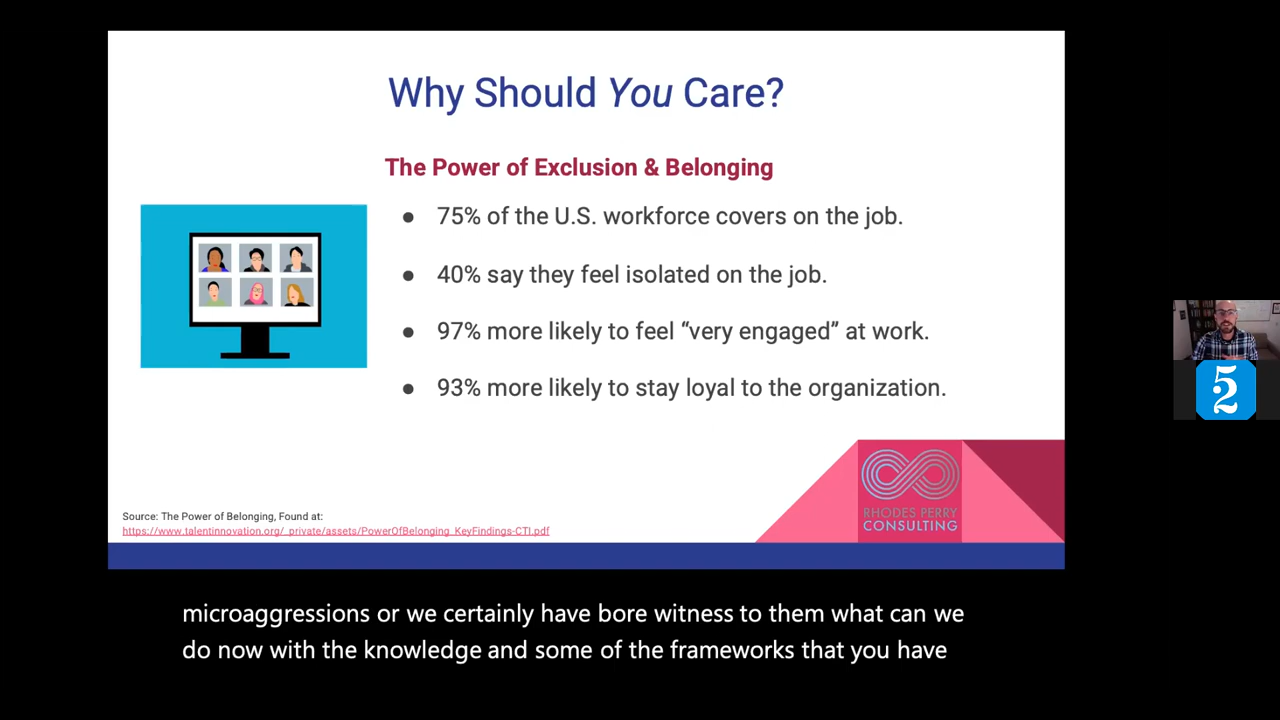 Why Should You Care?
The Power of Exclusion & Belonging
● 75% of the U.S. workforce covers on the job.
● 40% say they feel isolated on the job.
● 97% more likely to feel “very engaged” at work.
● 93% more likely to stay loyal to the organization.
RHODES PERRY
CONSULTING
Source: The Power of Belonging, Found at:
https://www.talentinnovation.org/_private/assets/PowerOfBelonging_KeyFindings-CTI.pdf
52
microaggressions or we certainly have bore witness to them what can we
do now with the knowledge and some of the frameworks that you have